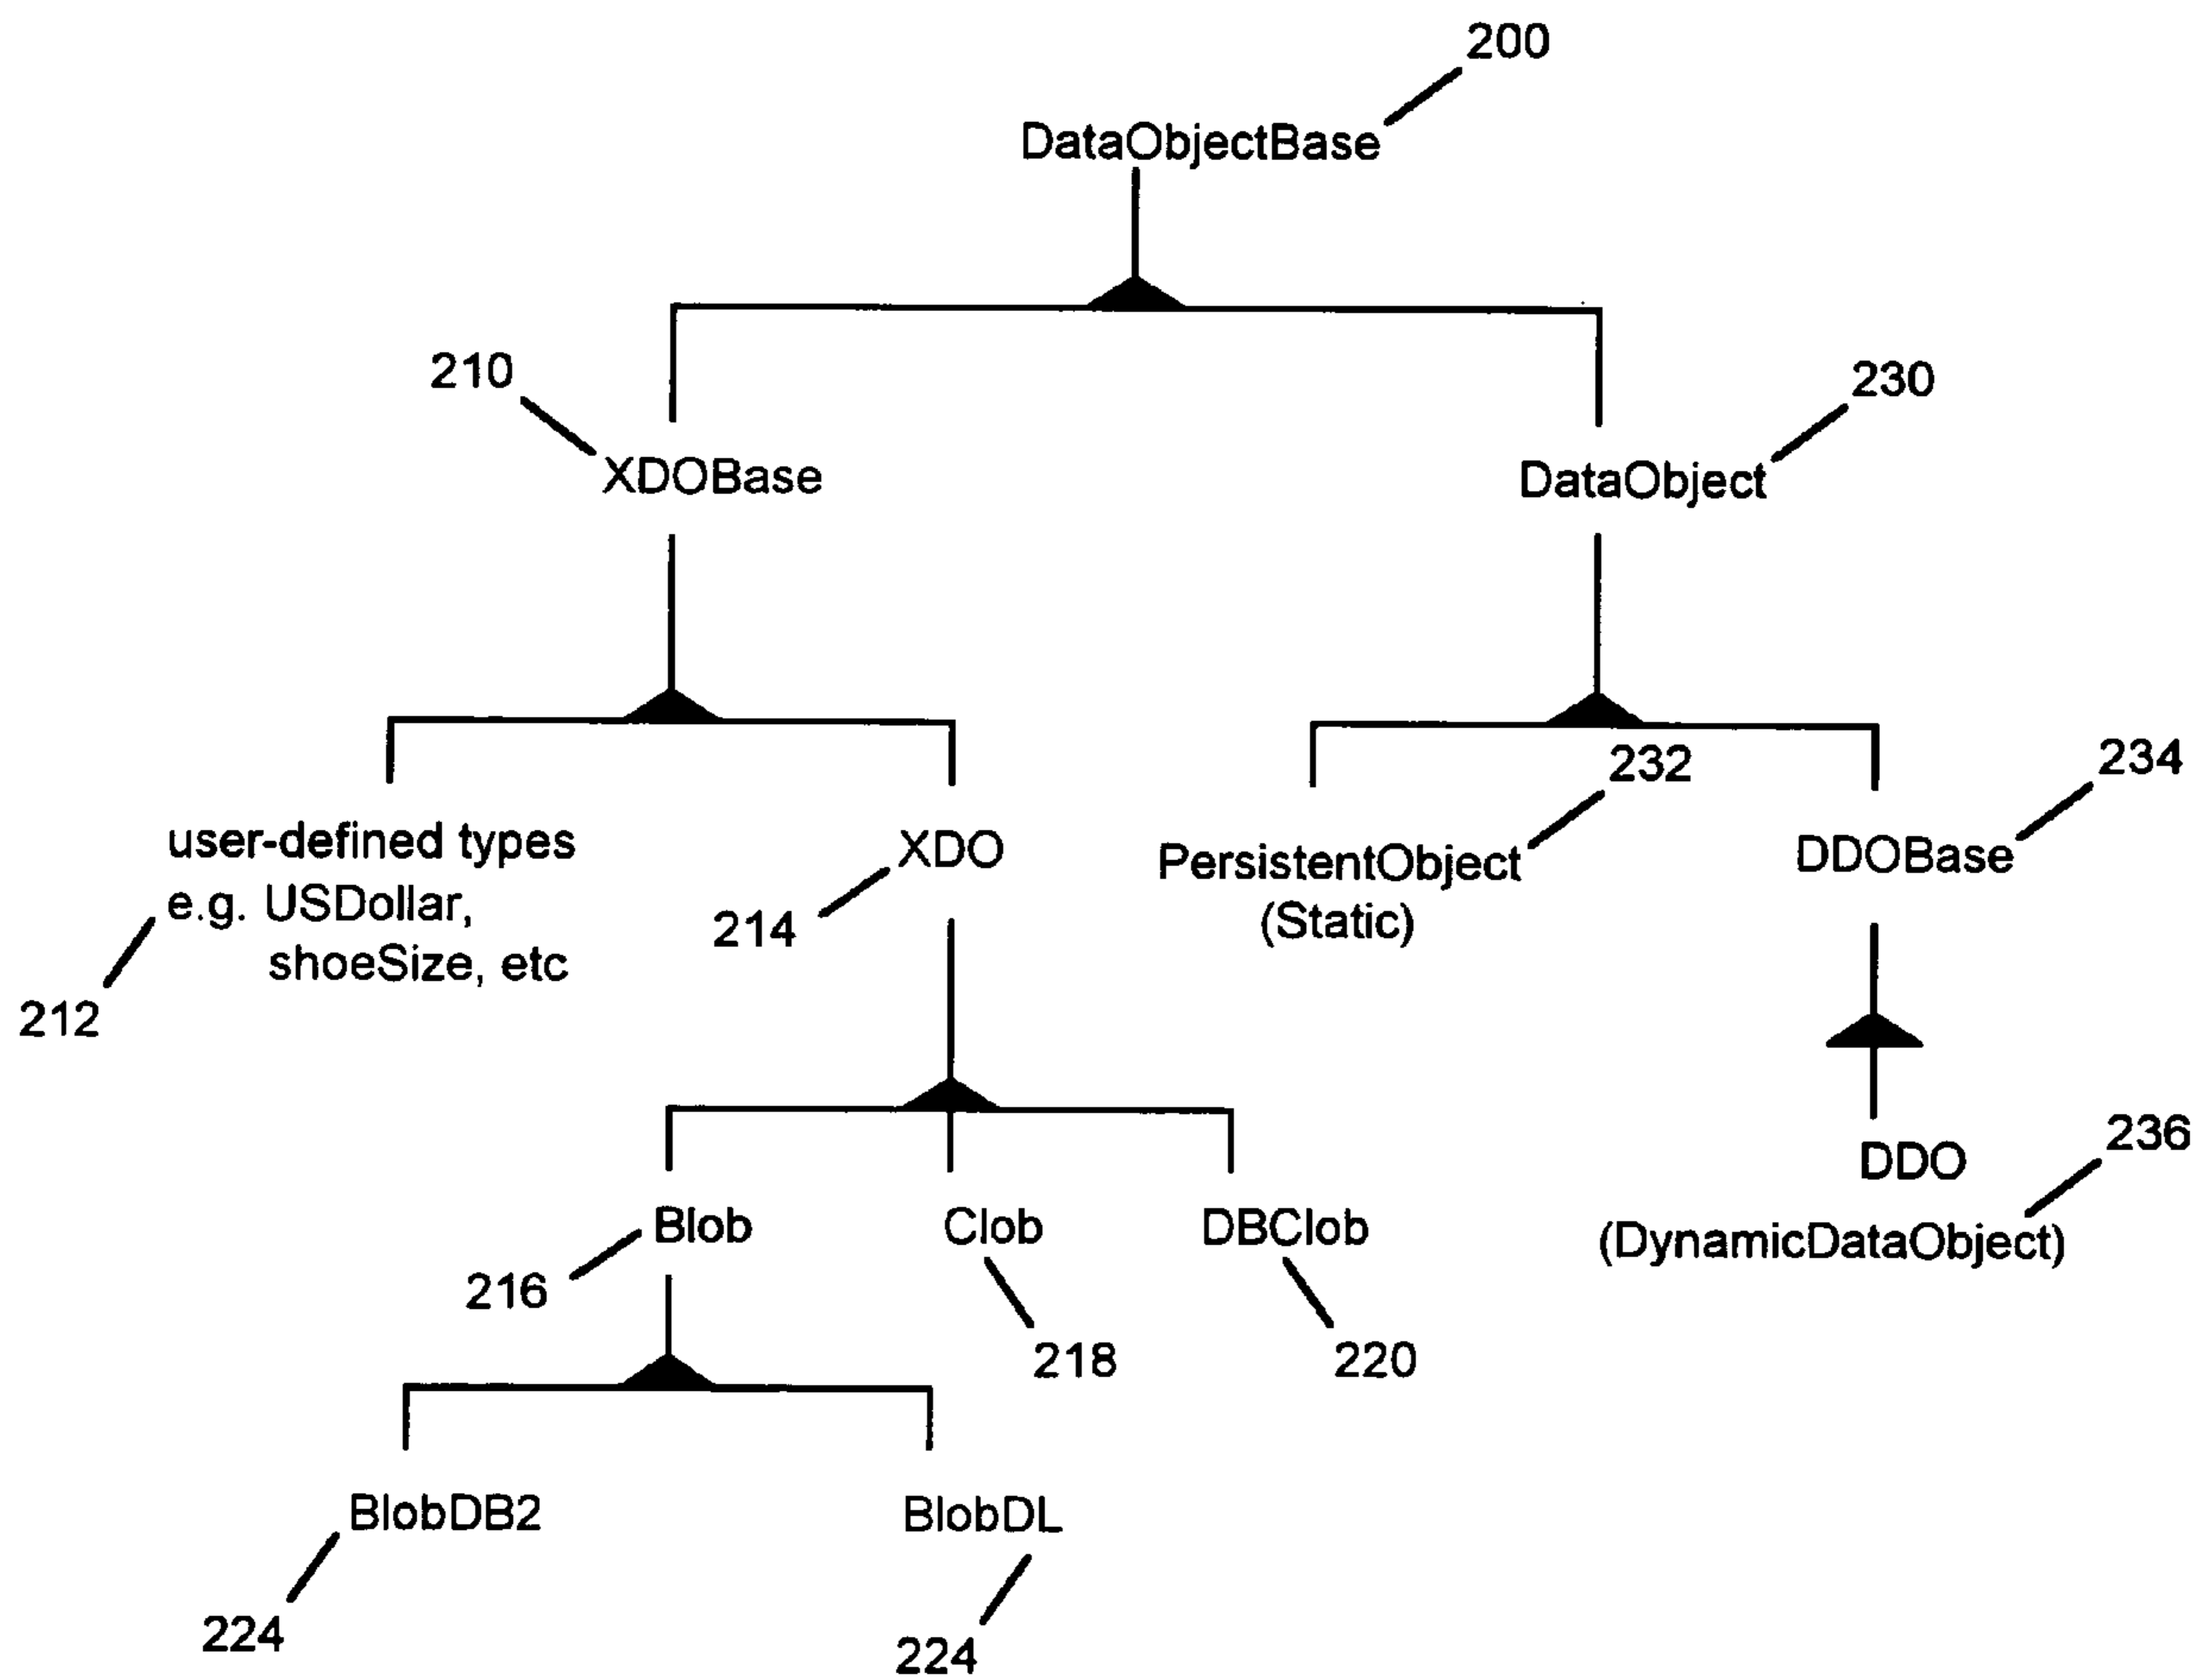 200
DataObjectBase
210
230
XDOBase
DataObject
232
234
user-defined types
e.g. USDollar,
shoeSize, etc
212
XDO
214
PersistentObject
(Static)
DDOBase
236
DDO
(DynamicDataObject)
Blob
216
Clob
218
DBClob
220
BlobDB2
224
BlobDL
224